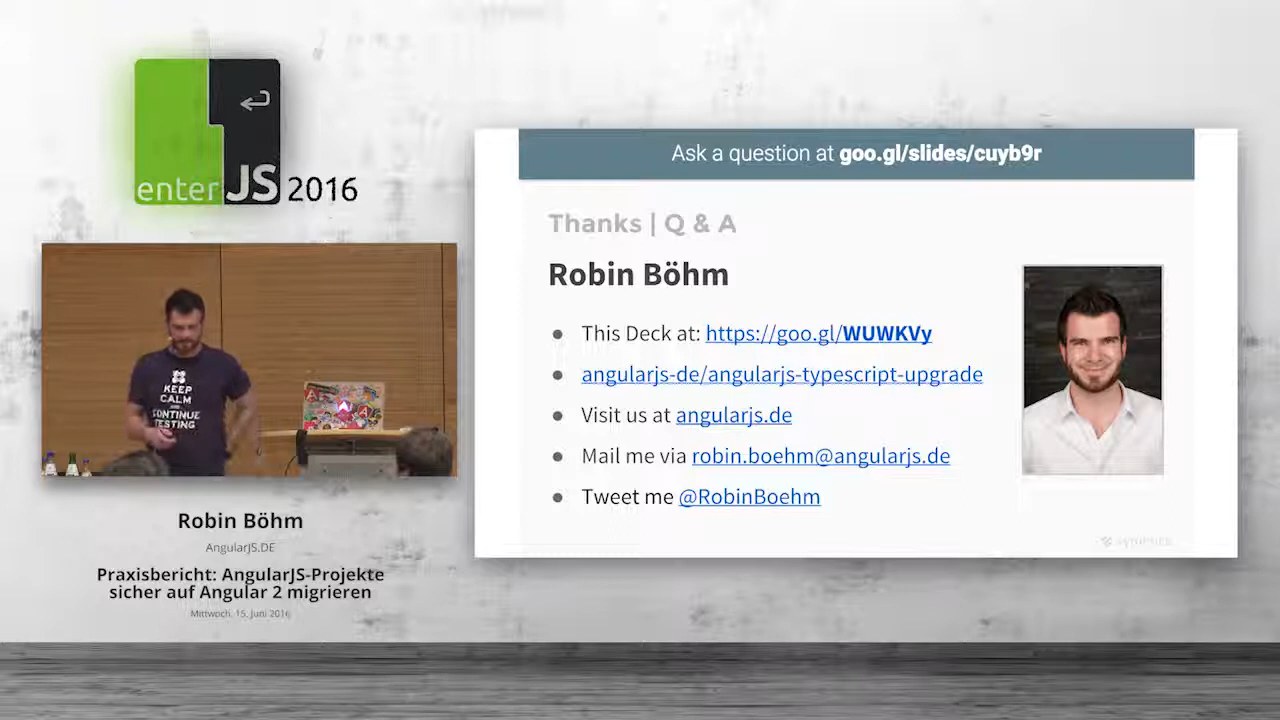 enterJS 2016
KEEP
CALM
AND
CONTINUE
TESTING
Robin Böhm
AngularJS.DE
Praxisbericht: AngularJS-Projekte
sicher auf Angular 2 migrieren
Mittwoch, 15. Juni 2016
Ask a question at goo.gl/slides/cuyb9r
Thanks | Q & A
Robin Böhm
This Deck at: https://goo.gl/WUWKVy
angularjs-de/angularjs-typescript-upgrade
Visit us at angularjs.de
Mail me via robin.boehm@angularjs.de
Tweet me @RobinBoehm